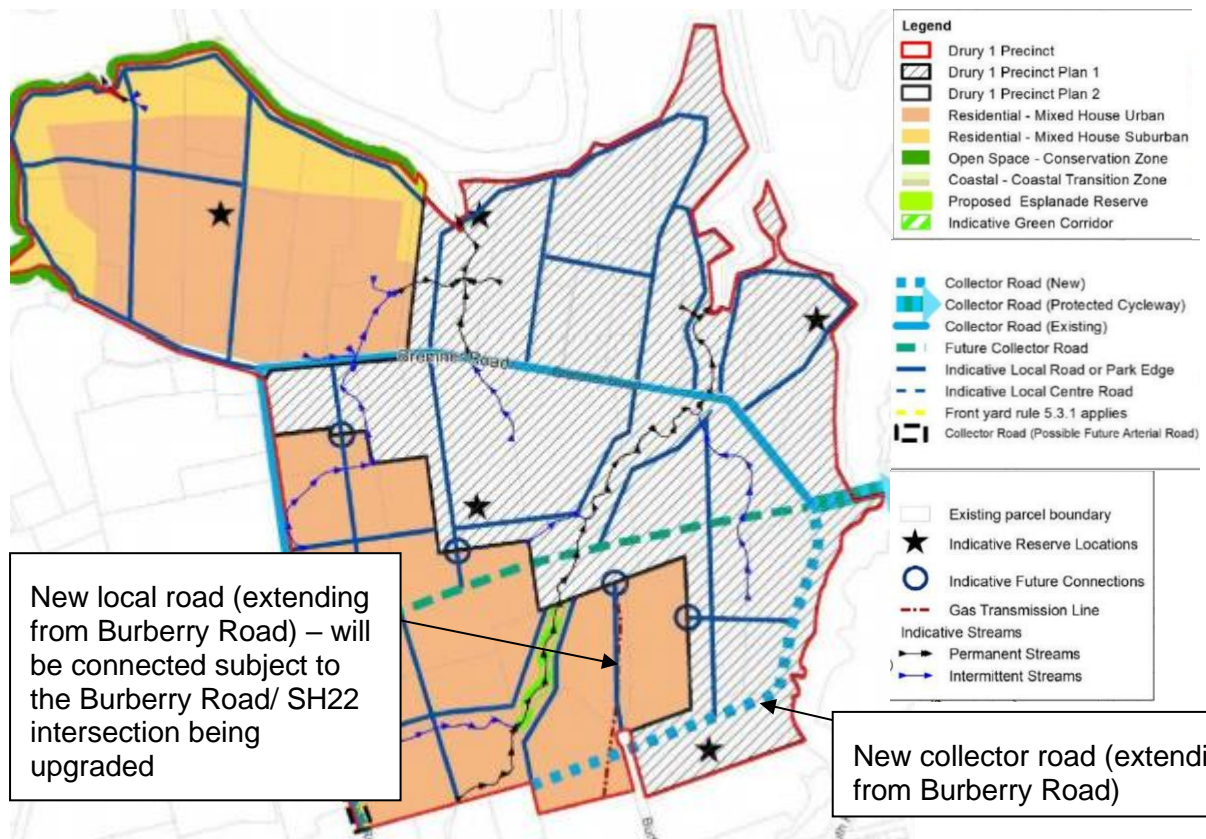 Legend
Drury 1 Precinct
Drury 1 Precinct Plan 1
Drury 1 Precinct Plan 2
Residential - Mixed House Urban
Residential - Mixed House Suburban
Open Space - Conservation Zone
Coastal - Coastal Transition Zone
Proposed Esplanade Reserve
Indicative Green Corridor
Collector Road (New)
Collector Road (Protected Cycleway)
Collector Road (Existing)
Future Collector Road
Indicative Local Road or Park Edge
Indicative Local Centre Road
Front yard rule 5.3.1 applies
Collector Road (Possible Future Arterial Road)
Existing parcel boundary
Indicative Reserve Locations
Indicative Future Connections
Gas Transmission Line
Indicative Streams
Permanent Streams
Intermittent Streams
Road
New local road (extending
from Burberry Road) – will
be connected subject to
the Burberry Road/ SH22
intersection being
upgraded
New collector road (extendi
from Burberry Road)